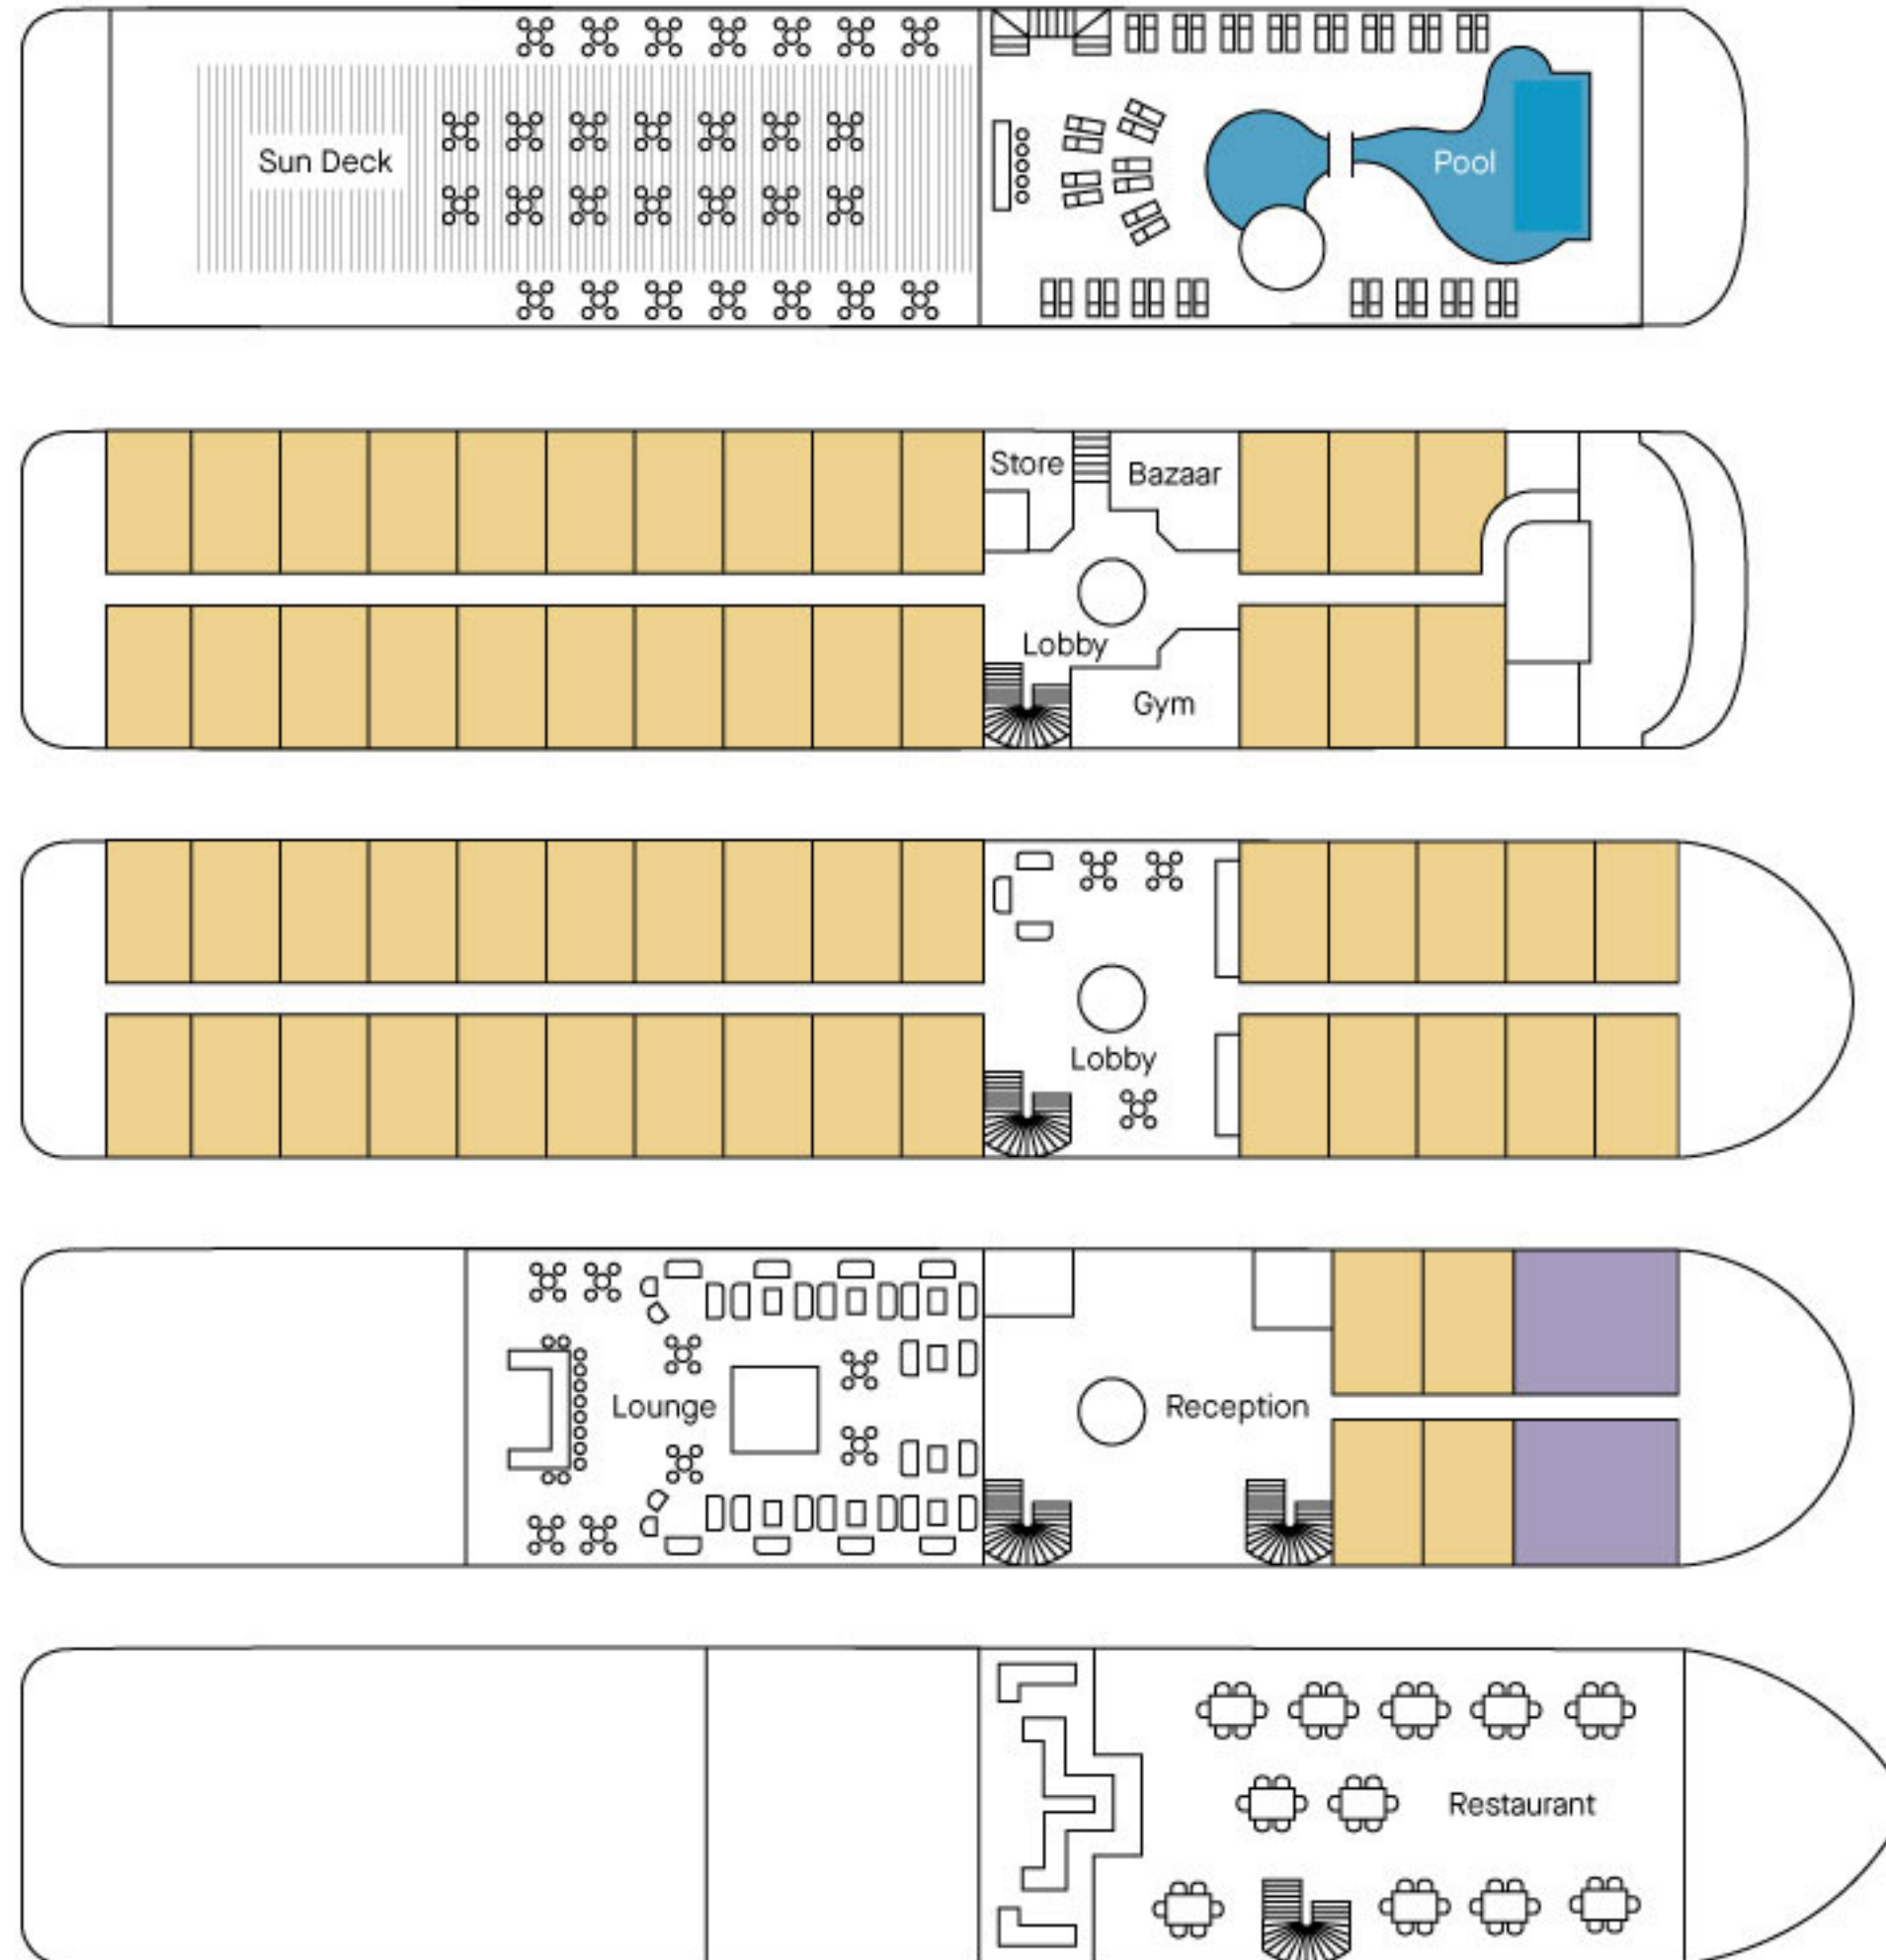 Sun Deck
Pool
Store
Bazaar
Lobby
Gym
Lobby
Lounge
Reception
Restaurant